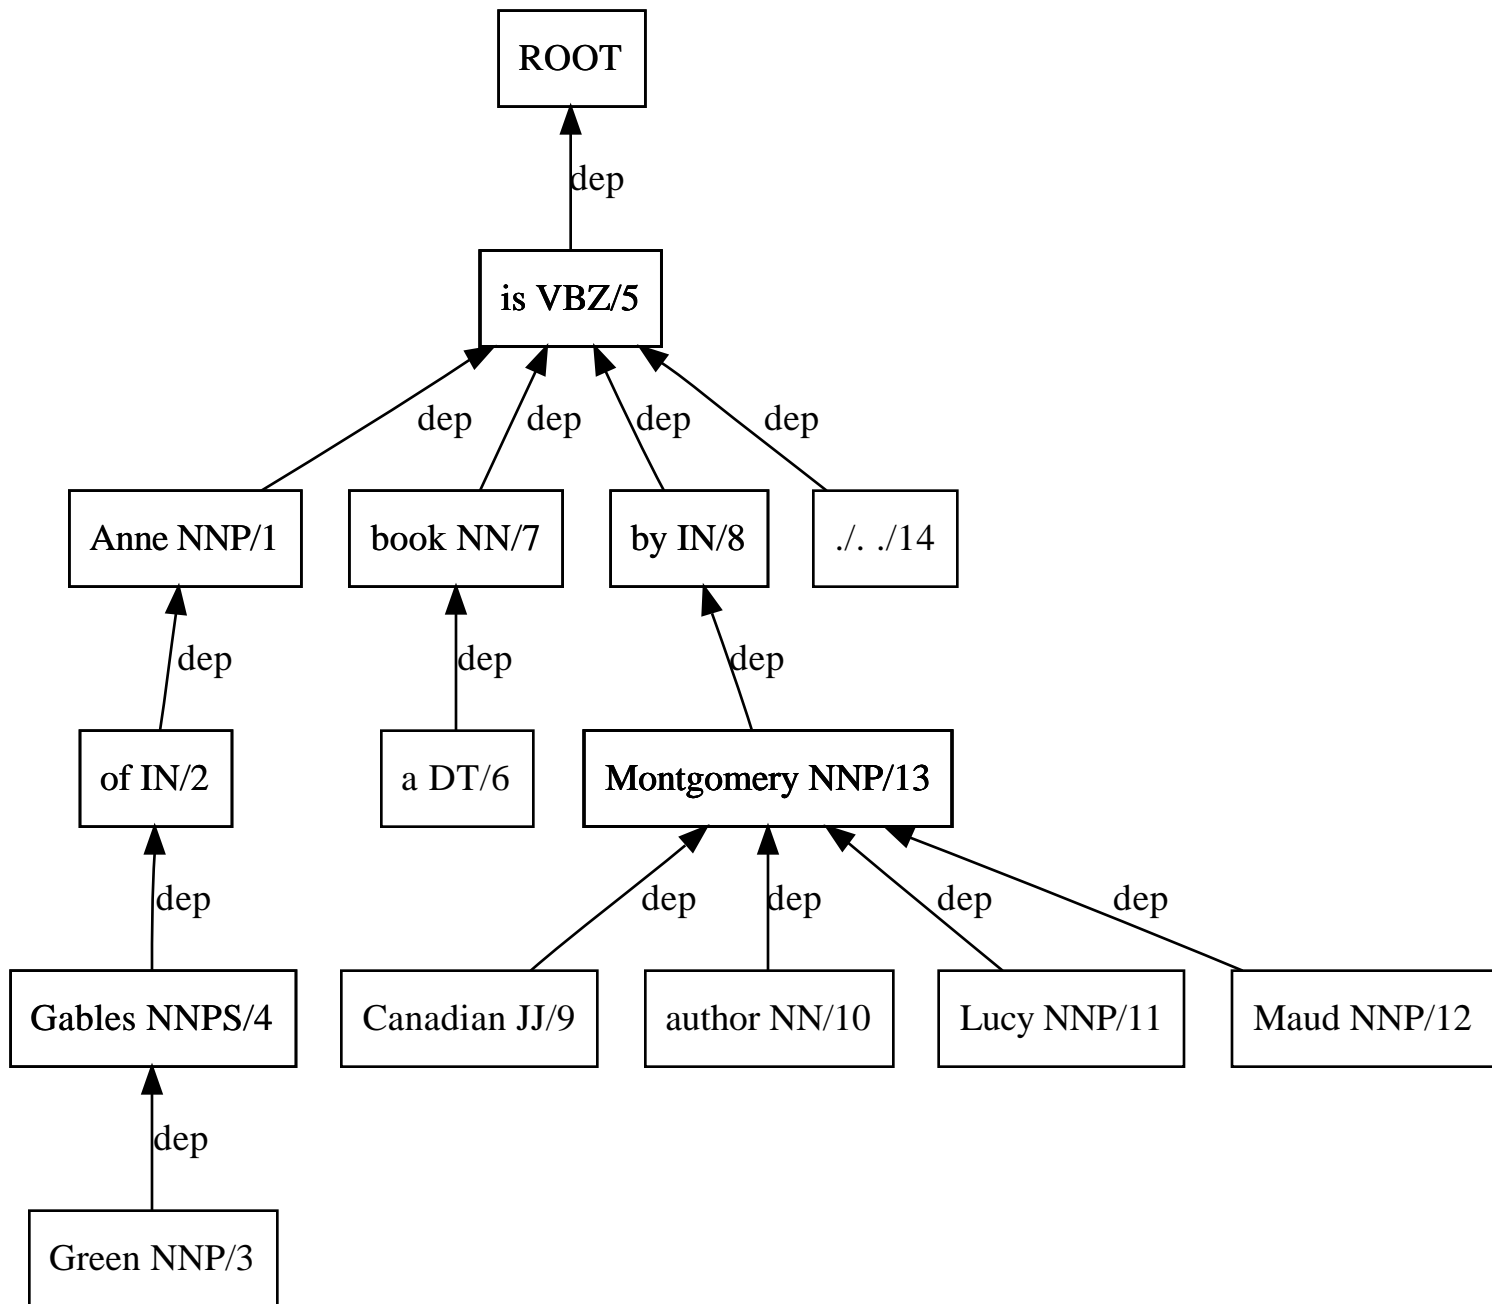 ROOT
dep
is VBZ/5
dep dep dep dep
Anne NNP/1 book NN/7 by IN/8 ./. ./14
dep dep dep
of IN/2 a DT/6 Montgomery NNP/13
dep dep dep dep dep
Gables NNPS/4 Canadian JJ/9 author NN/10 Lucy NNP/11 Maud NNP/12
dep
Green NNP/3